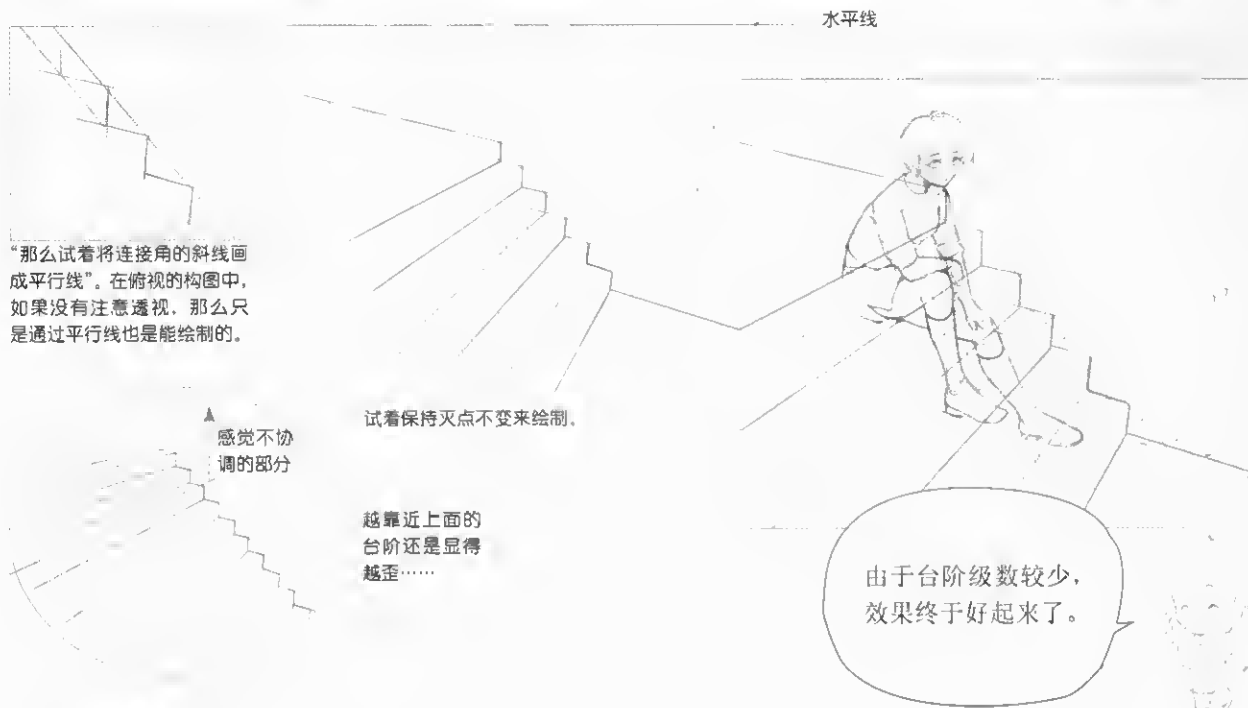 水平线
“那么试着将连接角的斜线画
成平行线”。在俯视的构图中，
如果没有注意透视，那么只
是通过平行线也是能绘制的。
感觉不协
调的部分
试着保持灭点不变来绘制。
越靠近上面的
台阶还是显得
越歪……
由于台阶级数较少，
效果终于好起来了。